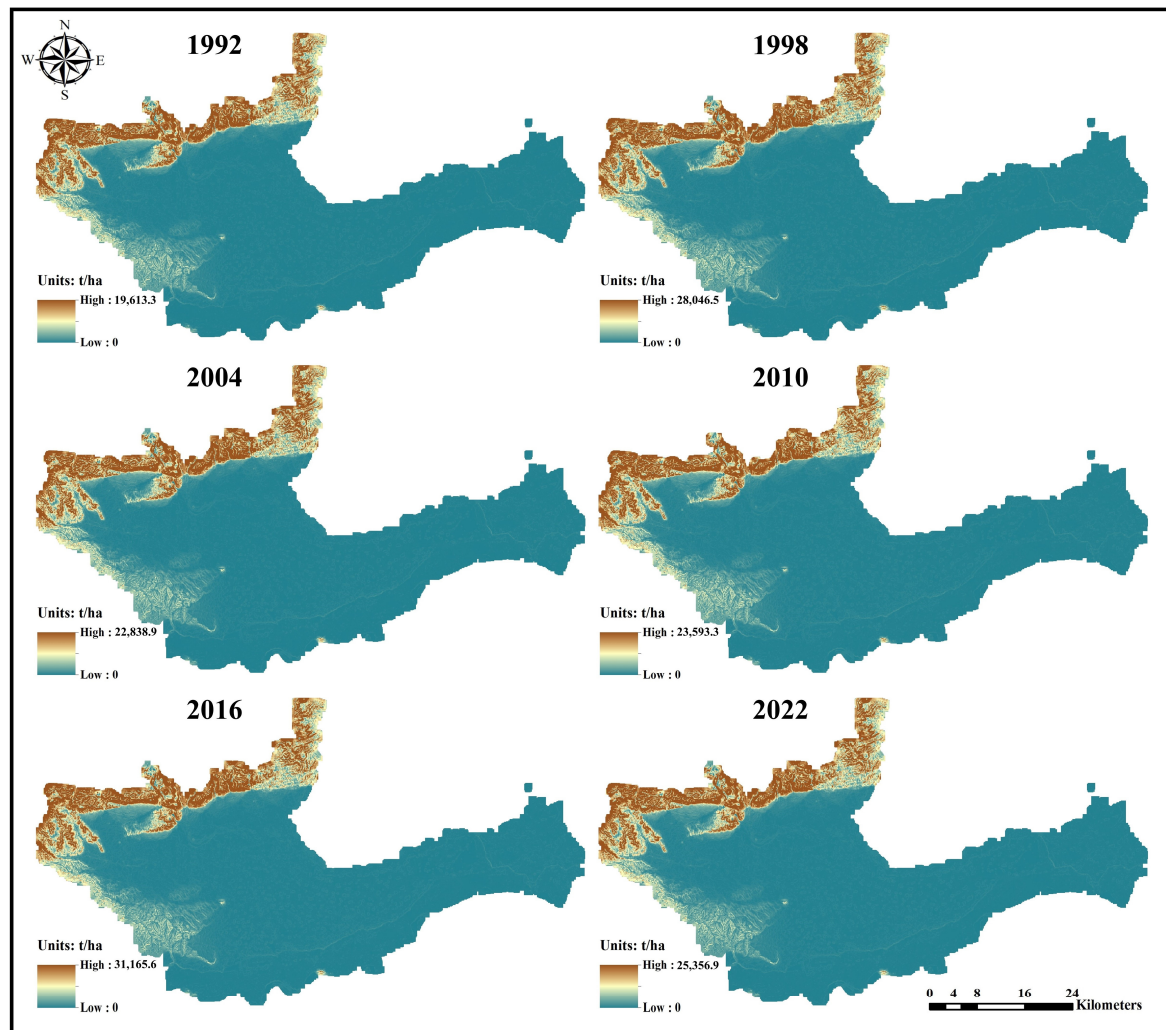 N
W E
S
1992
1998
Units: t/ha
High : 19,613.3
Low : 0
Units: t/ha
High : 28,046.5
Low : 0
2004
2010
Units: t/ha
High : 22,838.9
Low : 0
Units: t/ha
High : 23,593.3
Low : 0
2016
2022
Units: t/ha
High : 31,165.6
Low : 0
Units: t/ha
High : 25,356.9
Low : 0
0 4 8 16 24
Kilometers